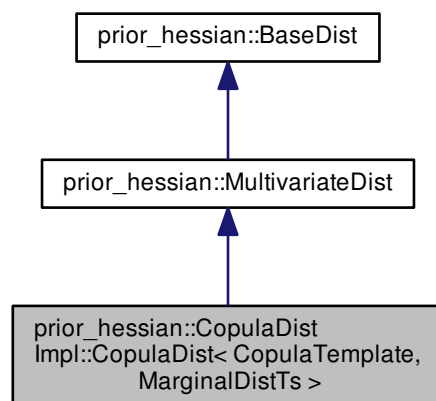 prior_hessian::BaseDist
prior_hessian::MultivariateDist
prior_hessian::CopulaDist
Impl::CopulaDist< CopulaTemplate,
MarginalDistTs >